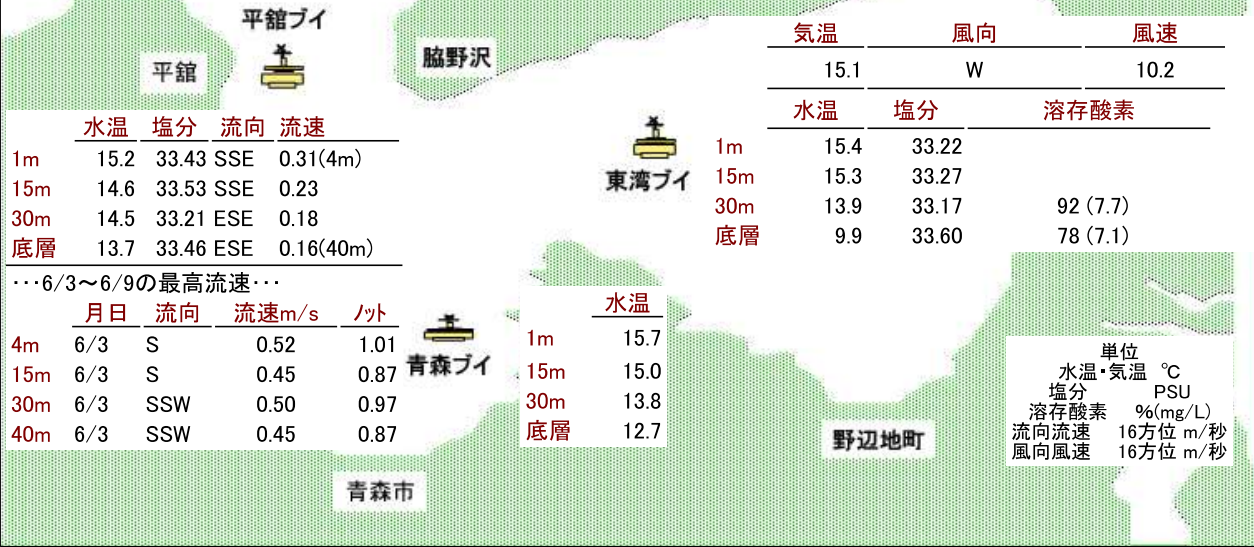 平舘ブイ
平舘
脇野沢
水温 塩分 流向 流速
1m 15.2 33.43 SSE 0.31(4m)
15m 14.6 33.53 SSE 0.23
30m 14.5 33.21 ESE 0.18
底層 13.7 33.46 ESE 0.16(40m)
･･･6/3～6/9の最高流速･･･
月日 流向 流速m/s ﾉｯﾄ
4m 6/3 S 0.52 1.01
15m 6/3 S 0.45 0.87
30m 6/3 SSW 0.50 0.97
40m 6/3 SSW 0.45 0.87
気温 風向 風速
15.1 W 10.2
東湾ブイ
水温 塩分 溶存酸素
1m 15.4 33.22
15m 15.3 33.27
30m 13.9 33.17 92 (7.7)
底層 9.9 33.60 78 (7.1)
青森ブイ
水温
1m 15.7
15m 15.0
30m 13.8
底層 12.7
青森市
野辺地町
単位
水温･気温 ℃
塩分 PSU
溶存酸素 %(mg/L)
流向流速 16方位 m/秒
風向風速 16方位 m/秒